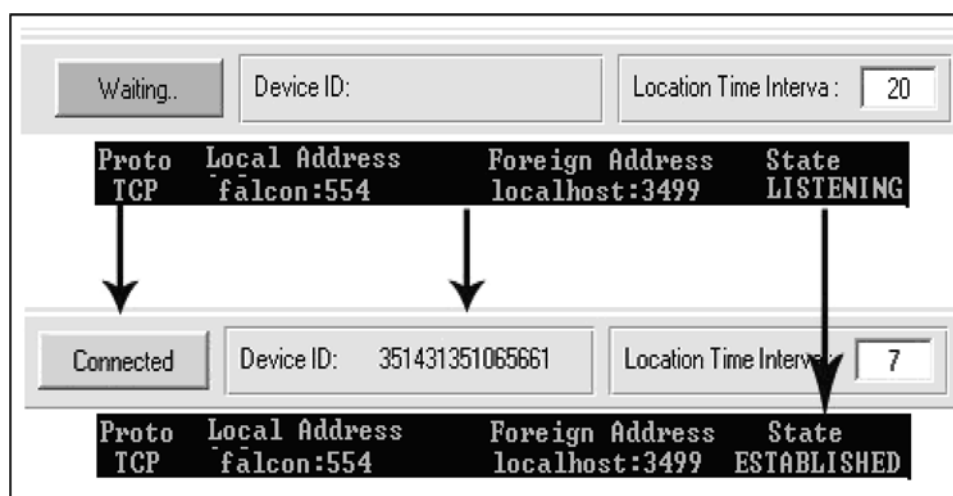 Waiting.. Device ID: Location Time Interva : 20
Proto Local Address Foreign Address State
TCP falcon:554 localhost:3499 LISTENING
Connected Device ID: 351431351065661 Location Time Interva 7
Proto Local Address Foreign Address State
TCP falcon:554 localhost:3499 ESTABLISHED